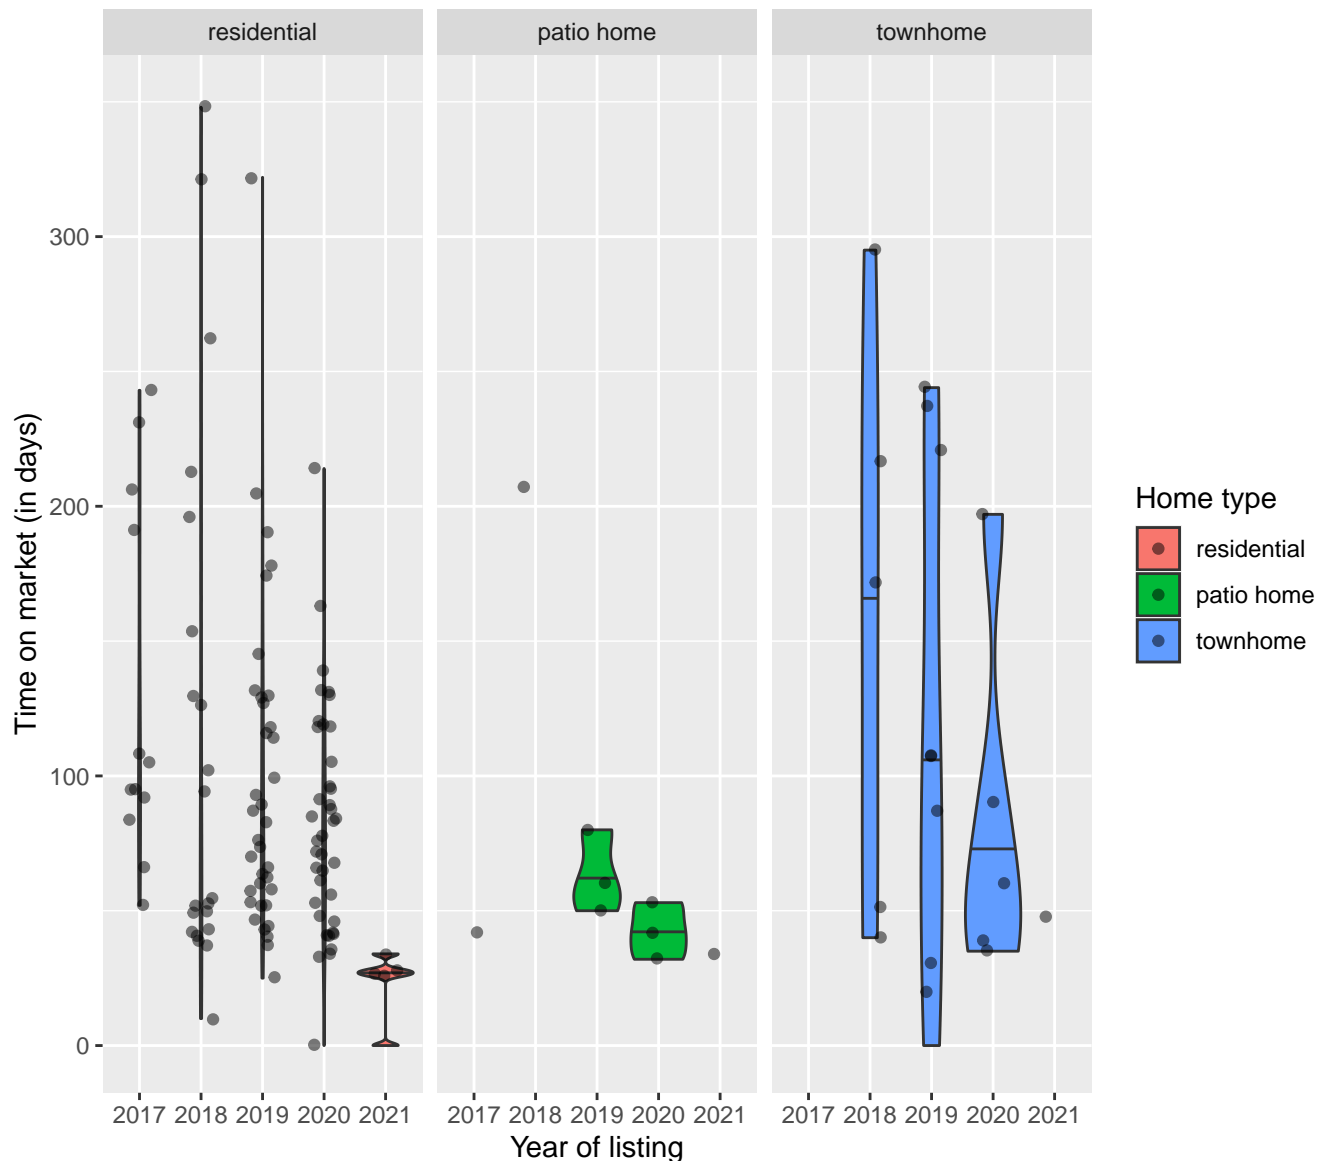 residential patio home townhome
300
200
100
0
Time on market (in days)
2017 2018 2019 2020 2021 2017 2018 2019 2020 2021 2017 2018 2019 2020 2021
Year of listing
Home type
residential
patio home
townhome